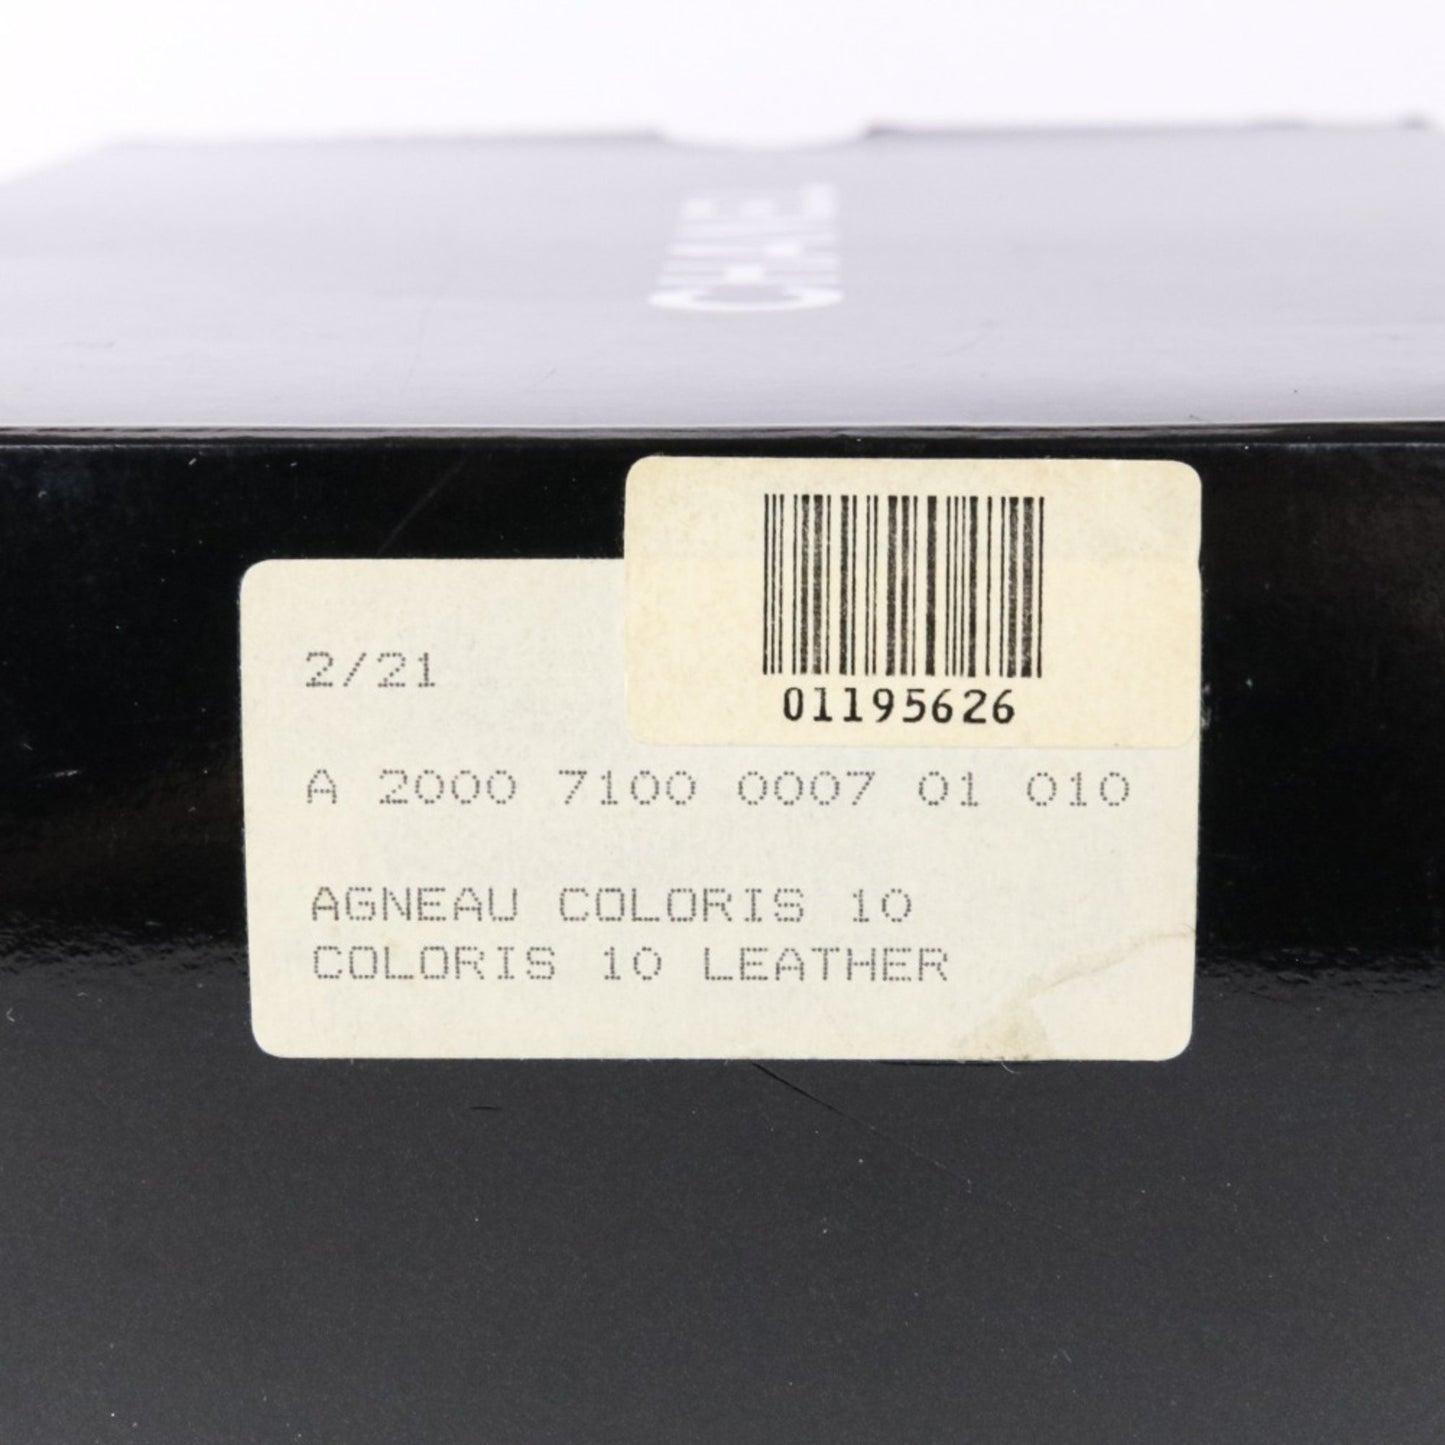 01195626
2/21
A 2000 7100 0007 01 010
AGNEAU COLORIS 10
COLORIS 10 LEATHER